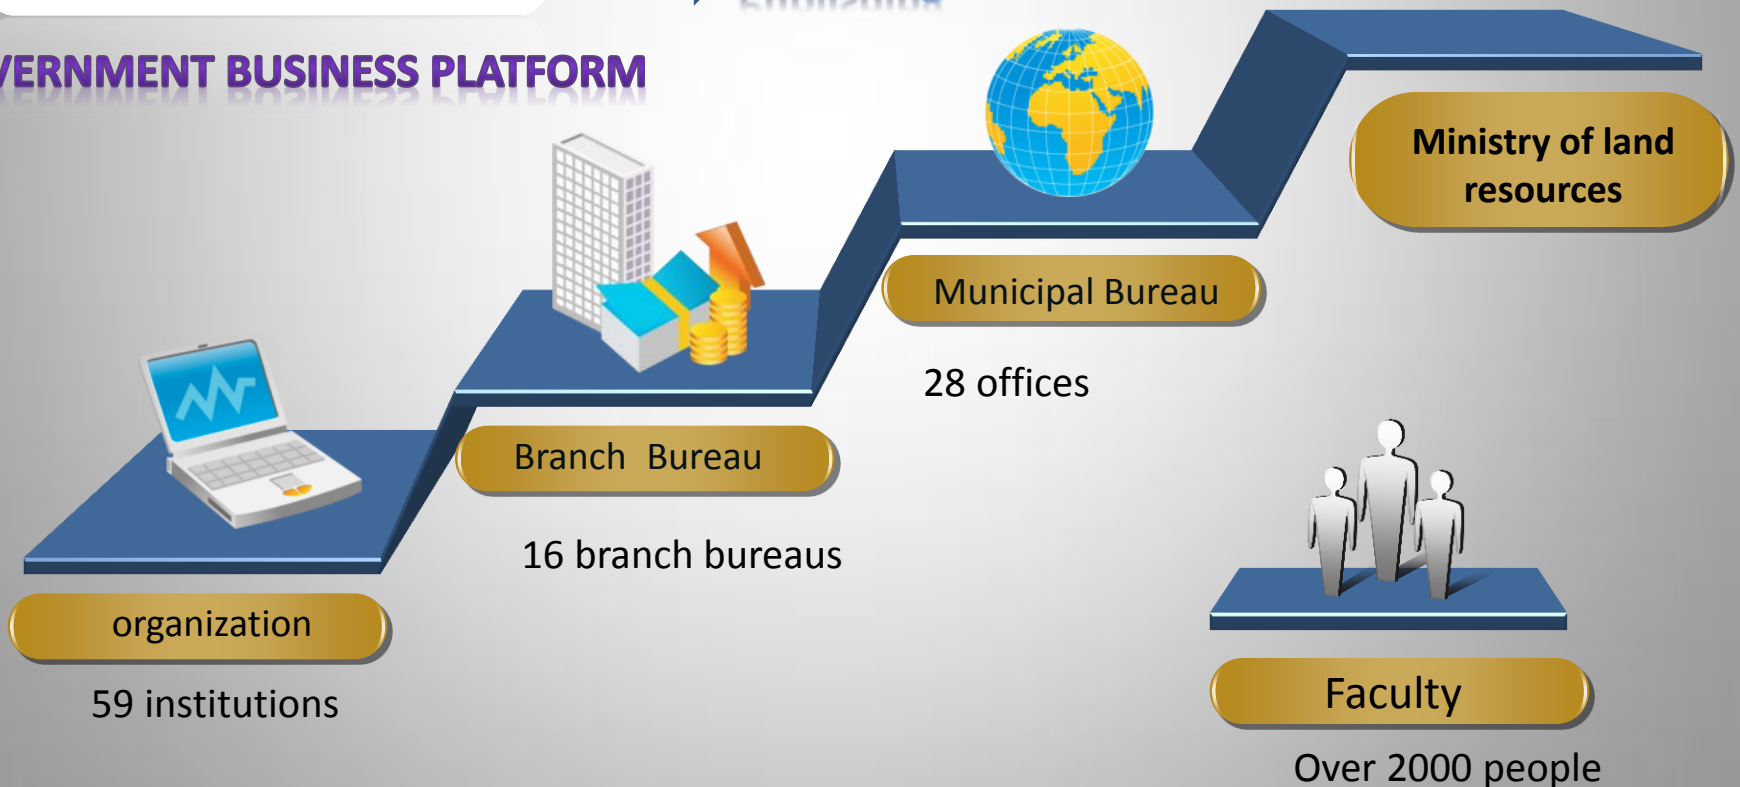 VERNMENT BUSINESS PLATFORM
Ministry of land
resources
Municipal Bureau
28 offices
Branch Bureau
16 branch bureaus
organization
59 institutions
Faculty
Over 2000 people